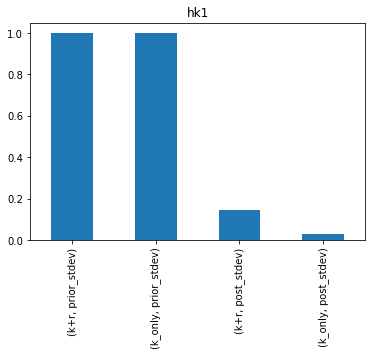 hk1
1.0
0.8
0.6
0.4
0.2
0.0
(k+r, prior_stdev)
(k_only, prior_stdev)
(k+r, post_stdev)
(k_only, post_stdev)